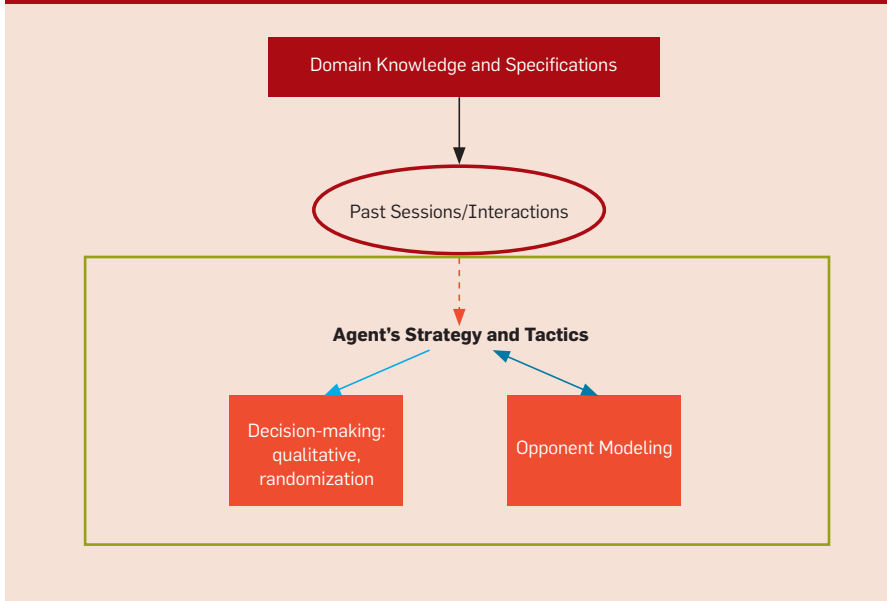 Domain Knowledge and Specifications
Past Sessions/Interactions
Agent's Strategy and Tactics
Decision-making:
qualitative,
randomization
Opponent Modeling